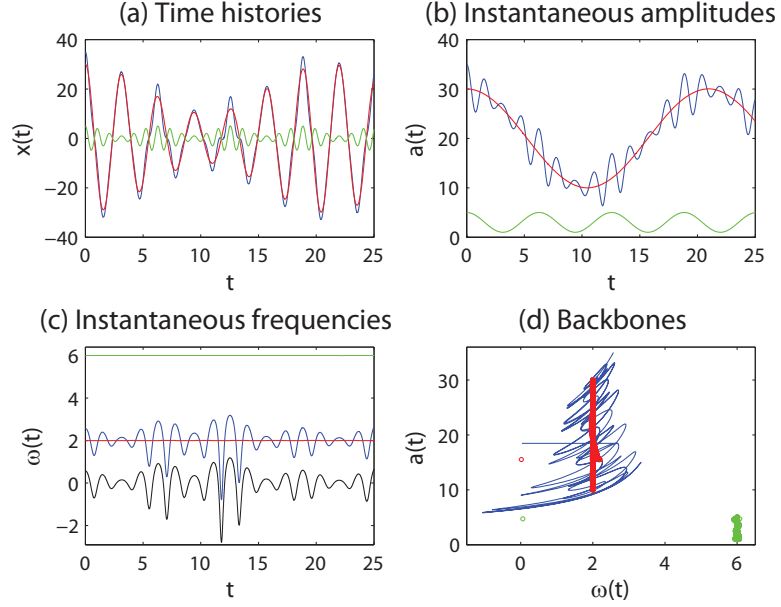 (a) Time histories
(b) Instantaneous amplitudes
40
20
0
−20
−40
x(t)
0 5 10 15 20 25
t
40
30
20
10
0
a(t)
0 5 10 15 20 25
t
(c) Instantaneous frequencies
(d) Backbones
6
4
2
0
−2
ω(t)
0 5 10 15 20 25
t
30
20
10
0
a(t)
0 2 4 6
ω(t)